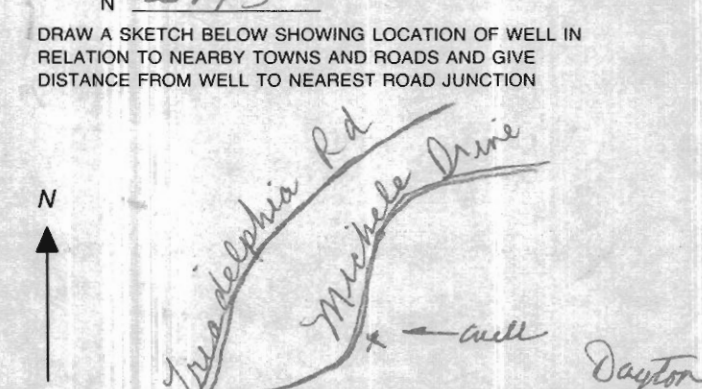 N
DRAW A SKETCH BELOW SHOWING LOCATION OF WELL IN
RELATION TO NEARBY TOWNS AND ROADS AND GIVE
DISTANCE FROM WELL TO NEAREST ROAD JUNCTION
Triadelphia Rd
Michele Drive
N
x well
Dayton